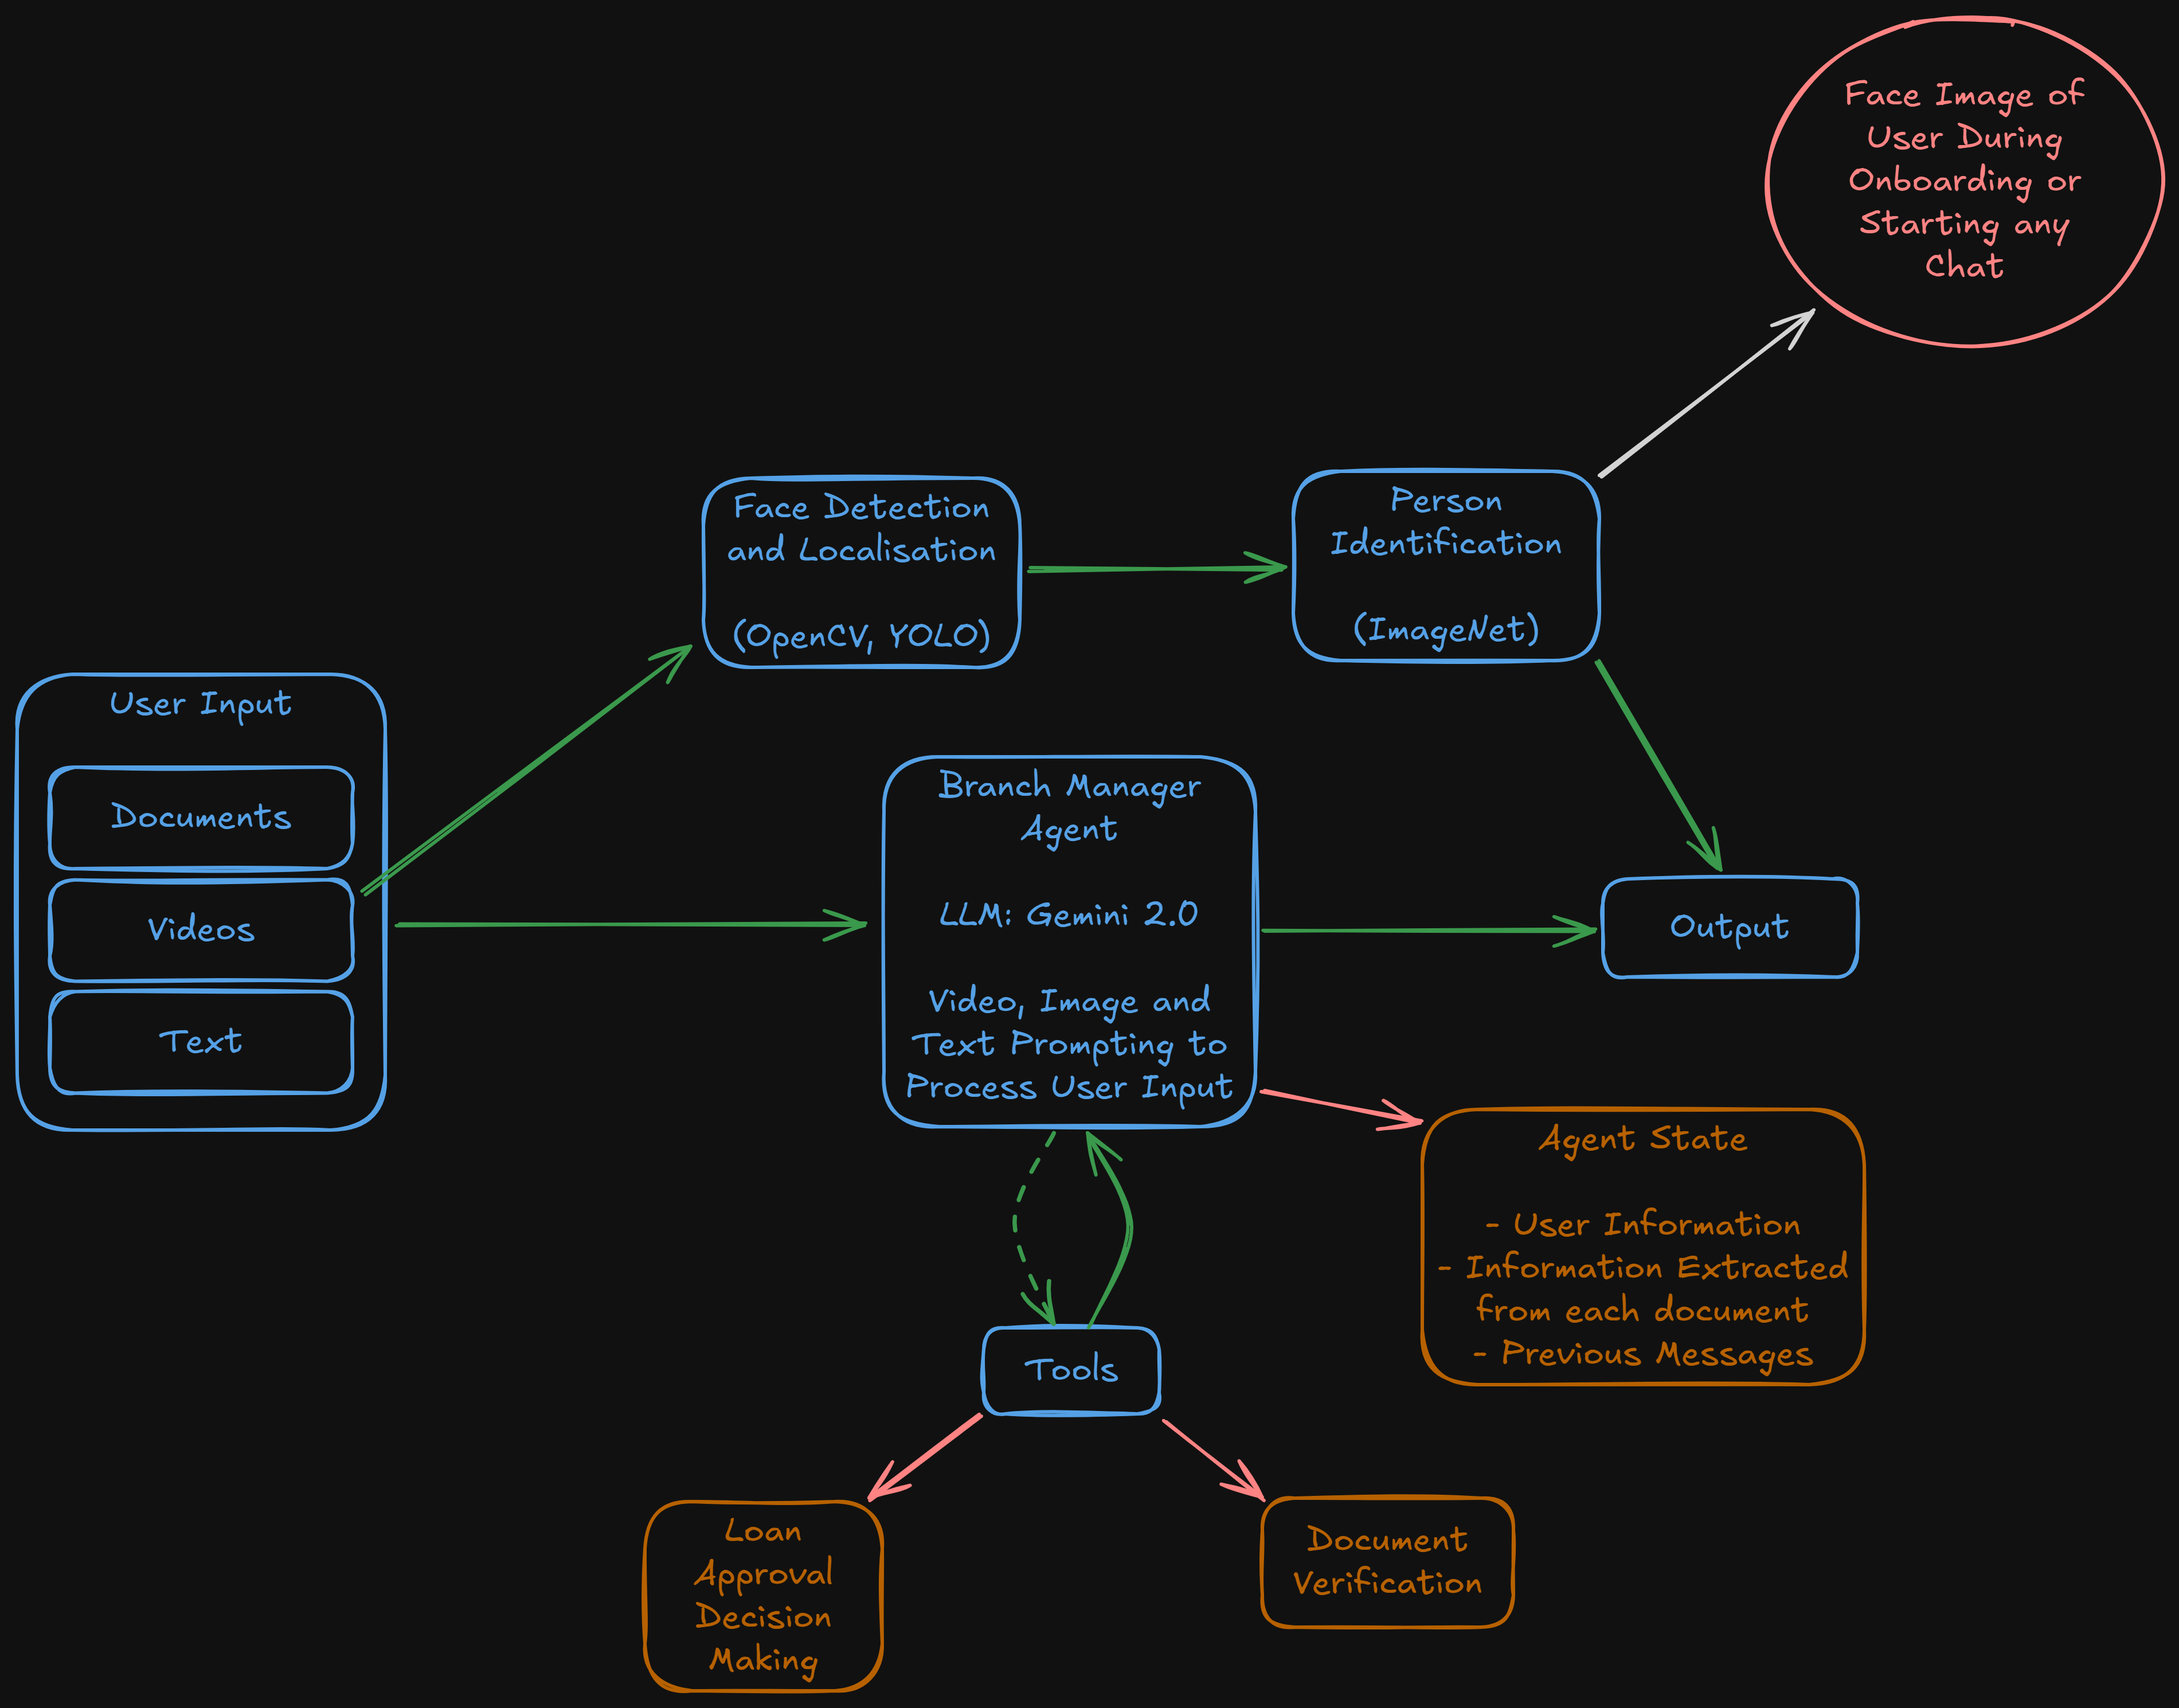 Face Image of
User During
Onboarding or
Starting any
Chat
Face Detection
and Localisation
(OpenCV, YOLO)
Person
Identification
(ImageNet)
User Input
Documents
Videos
Text
Branch Manager
Agent
LLM: Gemini 2.0
Video, Image and
Text Prompting to
Process User Input
Output
Agent State
- User Information
- Information Extracted
from each document
- Previous Messages
Tools
Loan
Approval
Decision
Making
Document
Verification